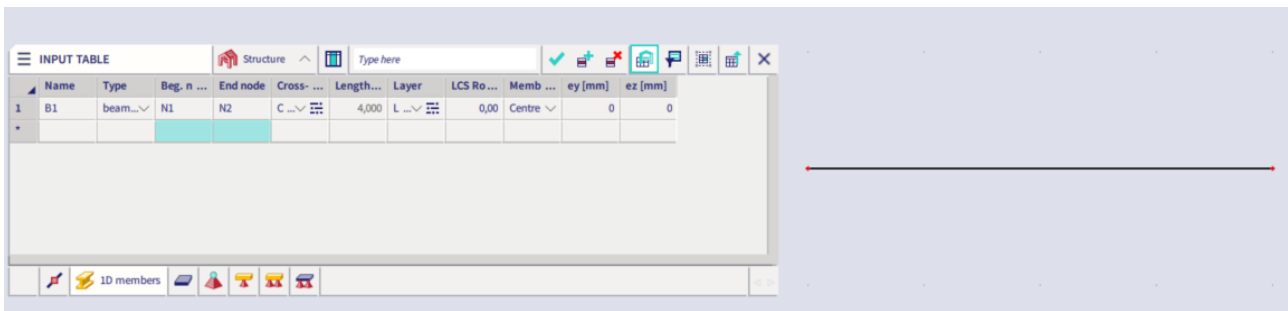 INPUT TABLE Structure Type here
Name Type Beg. n ... End node Cross- ... Length... Layer LCS Ro... Memb ... ey [mm] ez [mm]
1 B1 beam... N1 N2 C ... 4,000 L ... 0,00 Centre 0 0
*
1D members